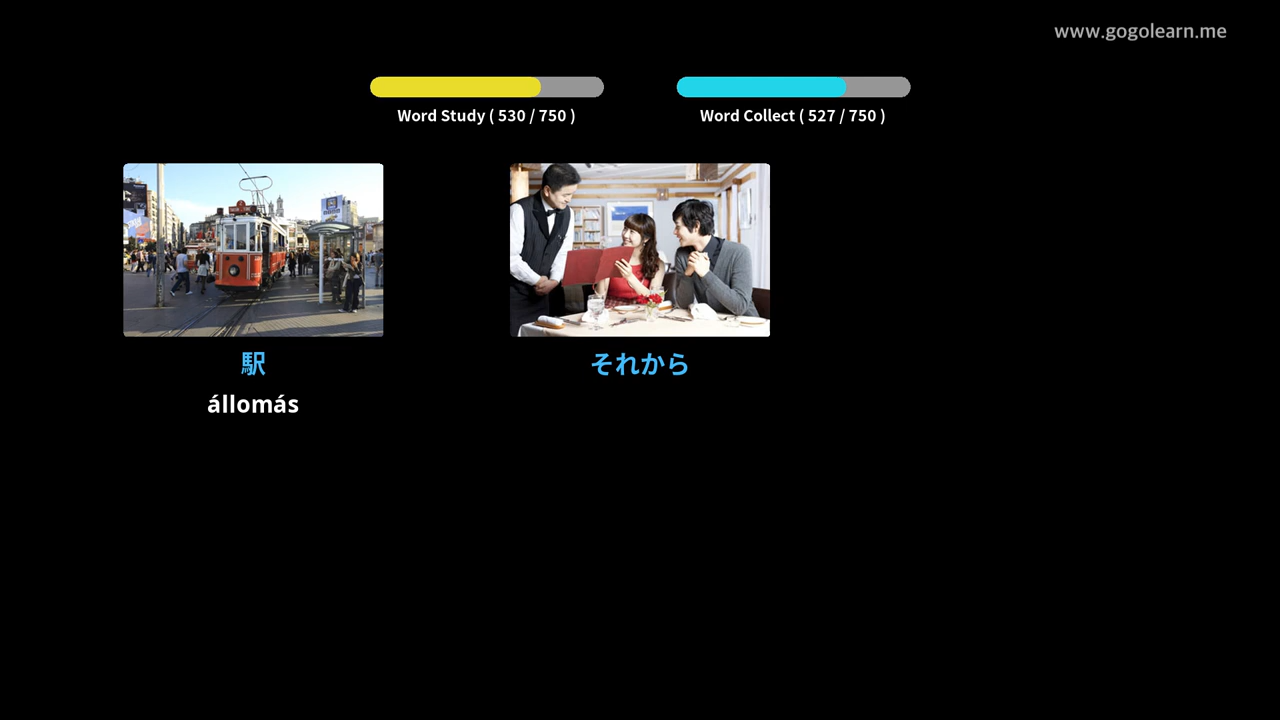 www.gogolearn.me
Word Study ( 530 / 750 )
Word Collect ( 527 / 750 )
駅
それから
állomás